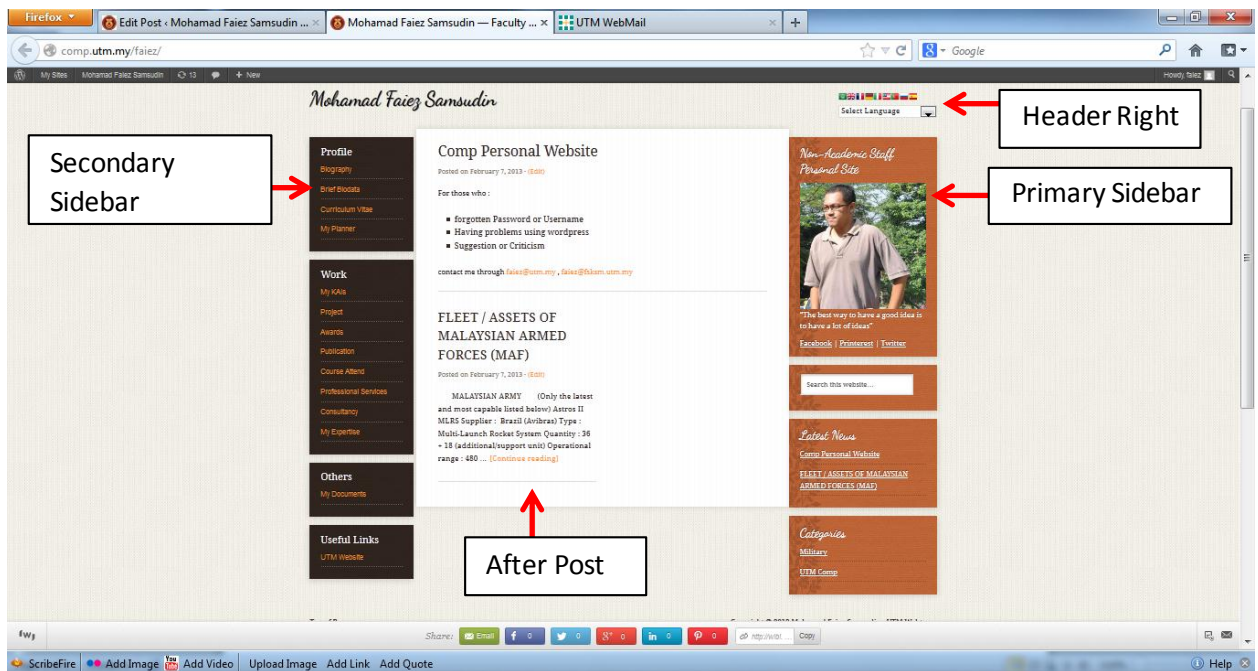 Firefox
Edit Post ‹ Mohamad Faiez Samsudin ...
Mohamad Faiez Samsudin — Faculty ...
UTM WebMail
comp.utm.my/faiez/
Google
My Sites
Mohamad Faiez Samsudin
13
+ New
Howdy, faiez
Mohamad Faiez Samsudin
Select Language
Header Right
Secondary
Sidebar
Primary Sidebar
After Post
Profile
Biography
Brief Biodata
Curriculum Vitae
My Planner
Work
My KAIs
Project
Awards
Publication
Course Attend
Professional Services
Consultancy
My Expertise
Others
My Documents
Useful Links
UTM Website
Comp Personal Website
Posted on February 7, 2013 · (Edit)
For those who :
forgotten Password or Username
Having problems using wordpress
Suggestion or Criticism
contact me through faiez@utm.my , faiez@fsksm.utm.my
FLEET / ASSETS OF
MALAYSIAN ARMED
FORCES (MAF)
Posted on February 7, 2013 · (Edit)
MALAYSIAN ARMY (Only the latest
and most capable listed below) Astros II
MLRS Supplier : Brazil (Avibras) Type :
Multi-Launch Rocket System Quantity : 36
+ 18 (additional/support unit) Operational
range : 480 ... [Continue reading]
Non-Academic Staff
Personal Site
"The best way to have a good idea is
to have a lot of ideas"
Facebook | Printerest | Twitter
Search this website...
Latest News
Comp Personal Website
FLEET / ASSETS OF MALAYSIAN
ARMED FORCES (MAF)
Categories
Military
UTM Comp
Share:
Email
0
0
0
0
0
Copy
ScribeFire
Add Image
Add Video
Upload Image
Add Link
Add Quote
Help